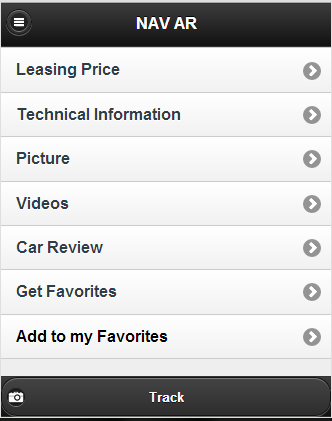 NAV AR
Leasing Price
Technical Information
Picture
Videos
Car Review
Get Favorites
Add to my Favorites
Track